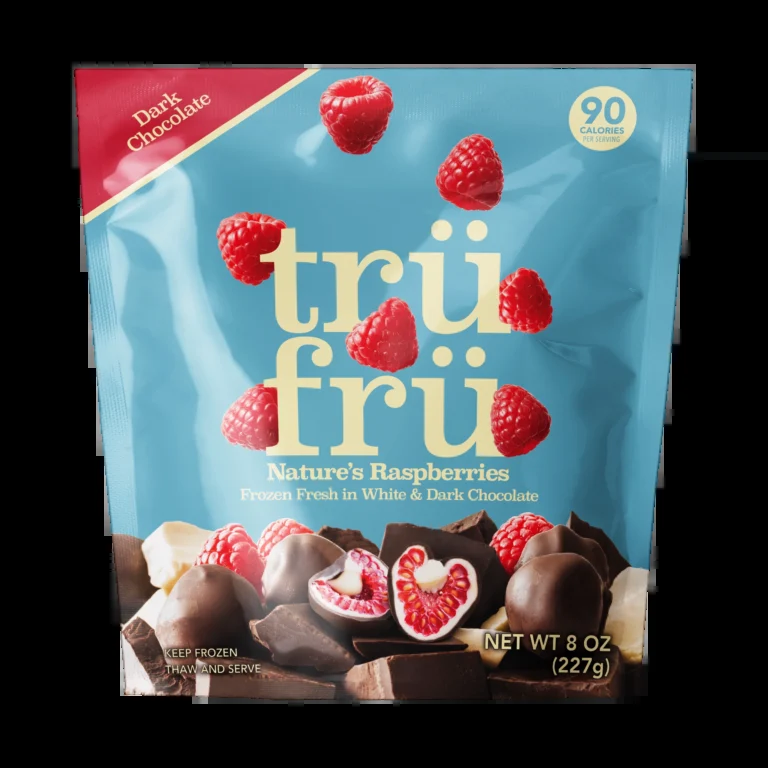 Dark
Chocolate
90
CALORIES
PER SERVING
trü
frü
Nature's Raspberries
Frozen Fresh in White & Dark Chocolate
KEEP FROZEN
THAW AND SERVE
NET WT 8 OZ
(227g)